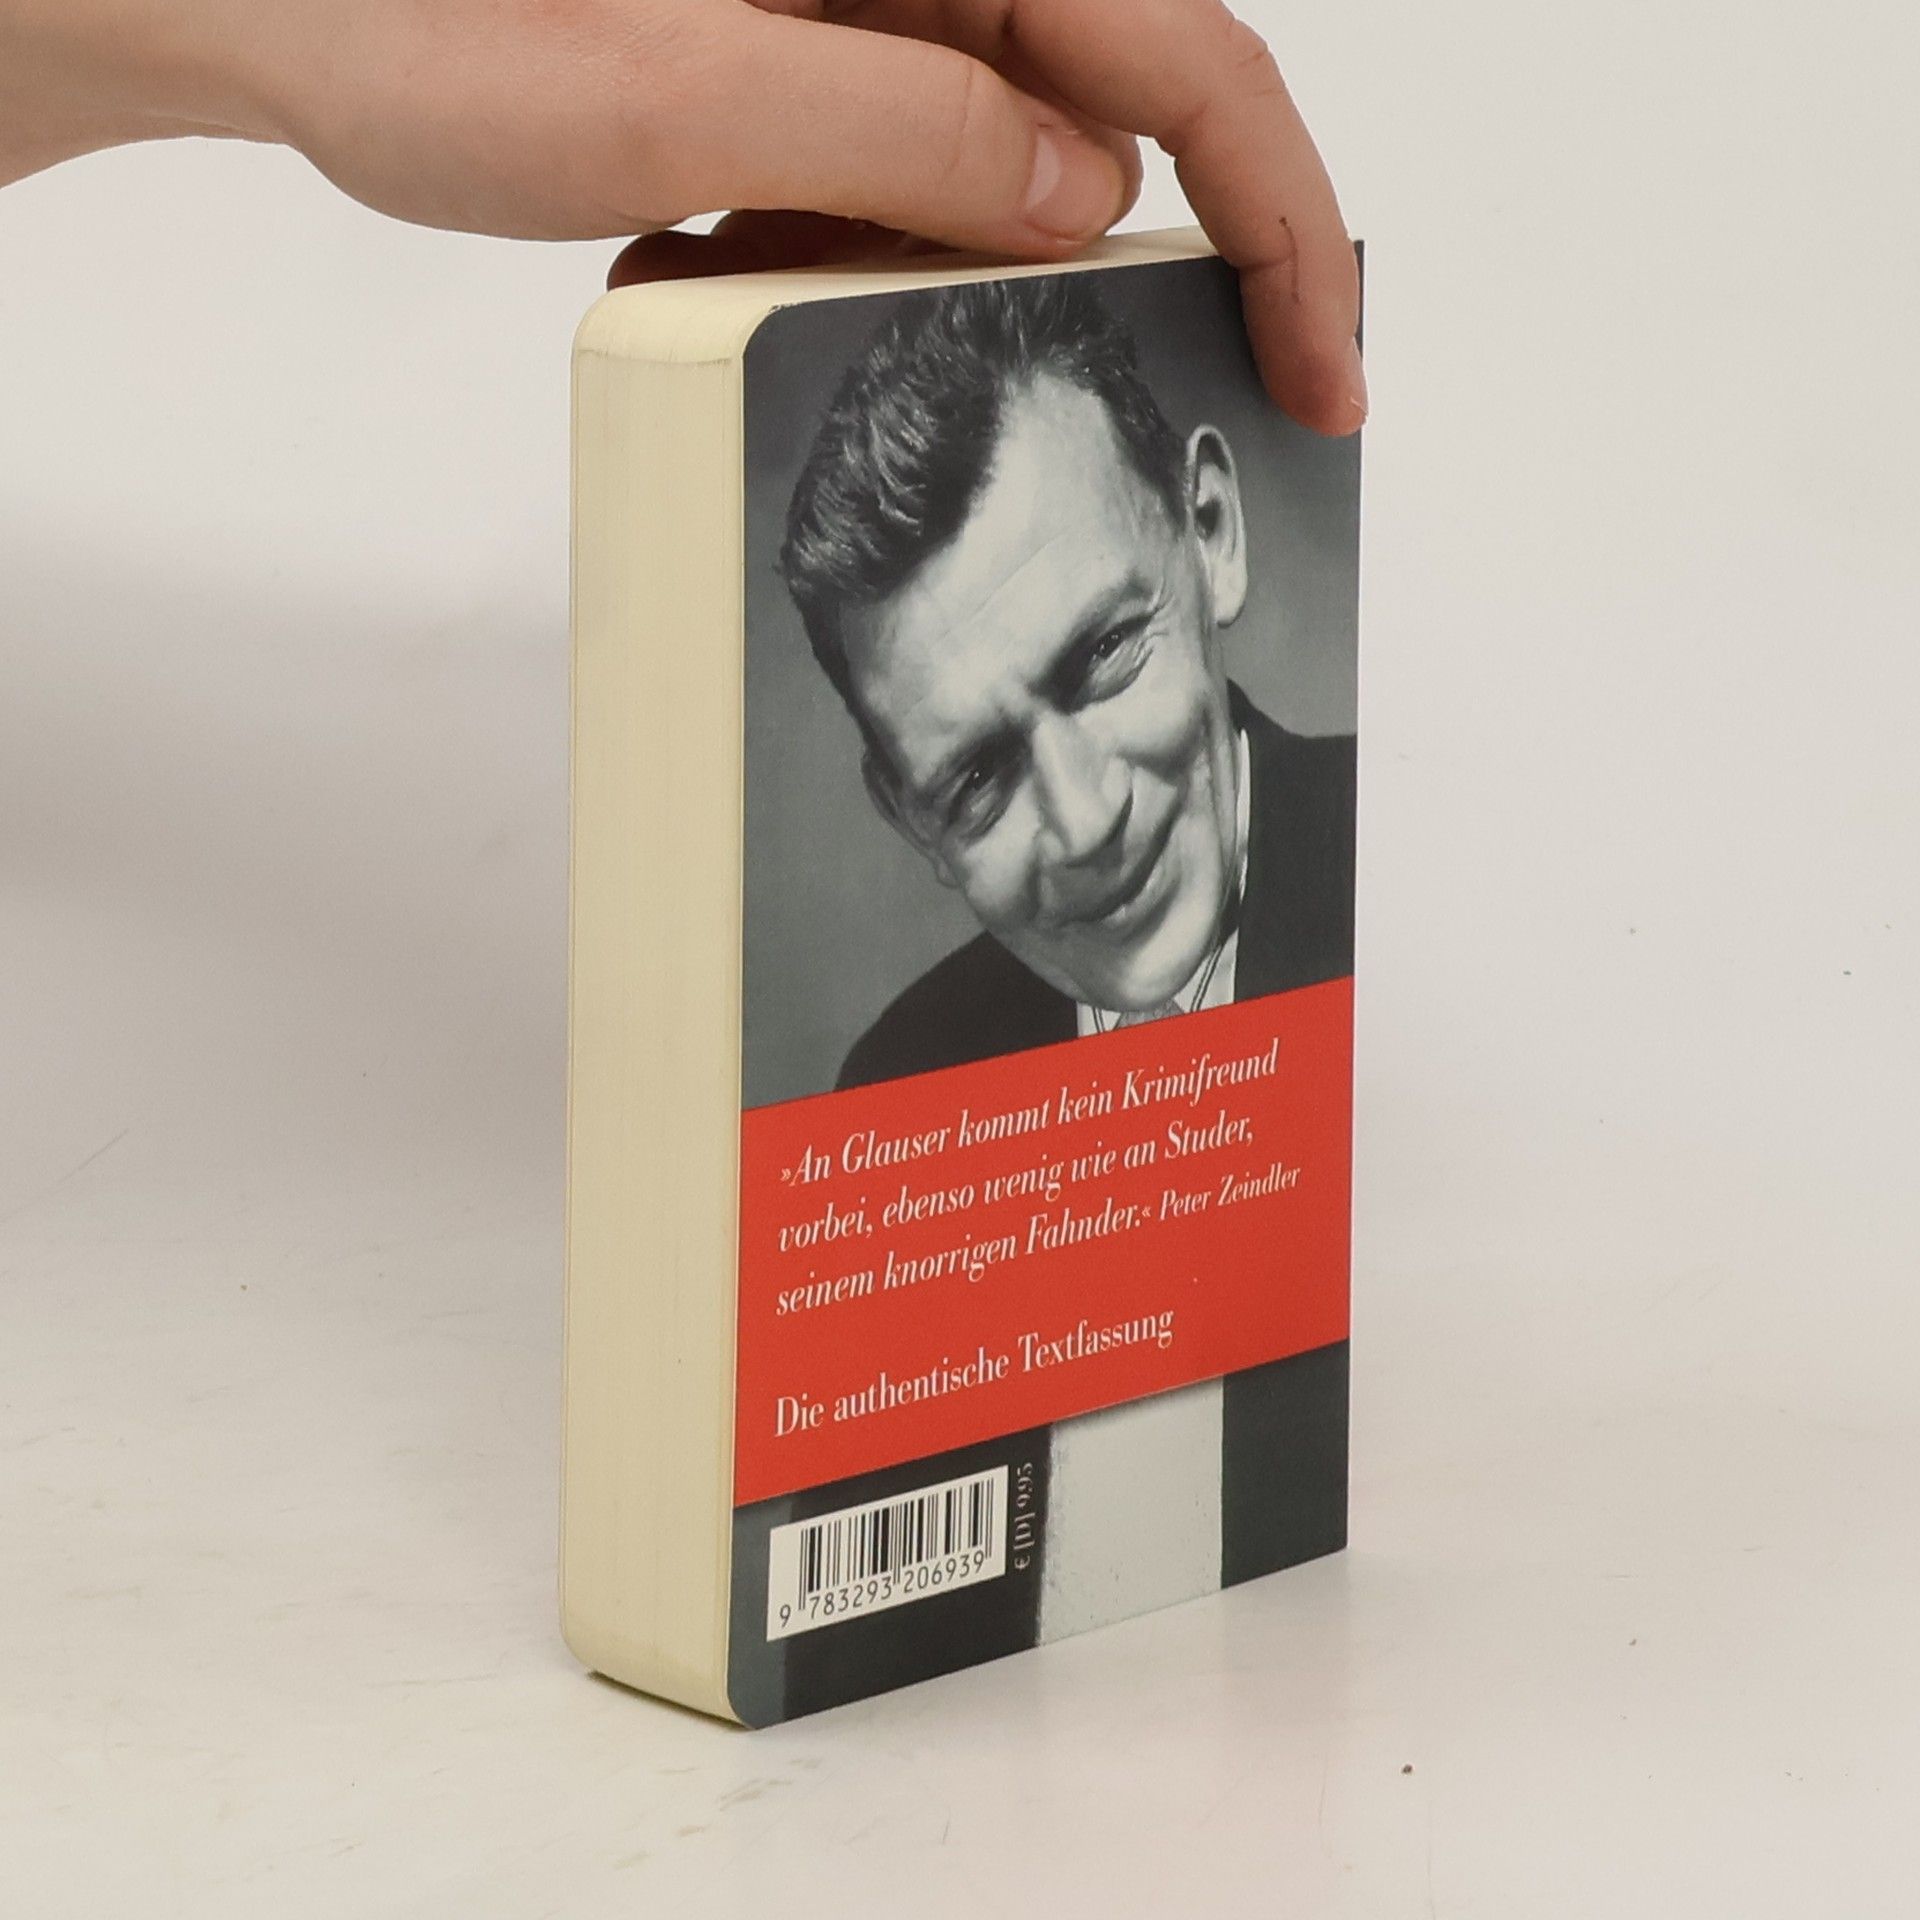 »An Glauser kommt kein Krimifreund
vorbei, ebenso wenig wie an Studer,
seinem knorrigen Fahnder.« Peter Zeindler
Die authentische Textfassung
€ [D] 9.95
9 783293 206939